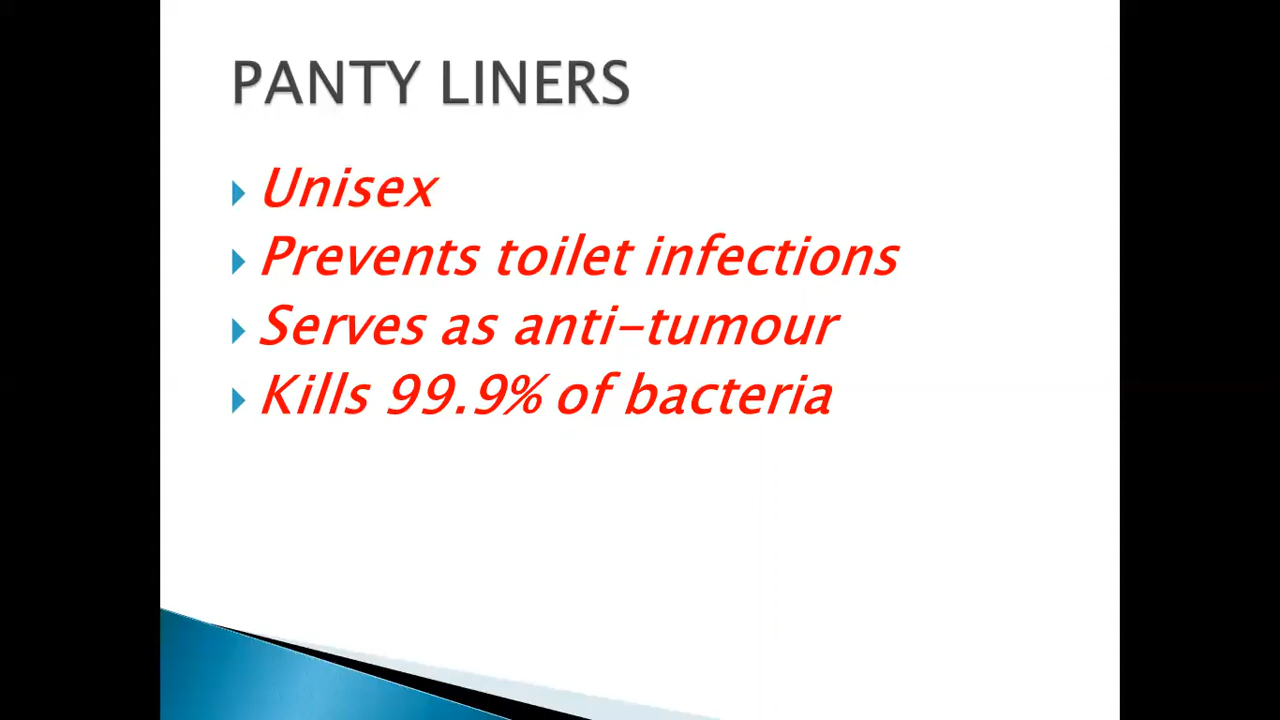 PANTY LINERS
Unisex
Prevents toilet infections
Serves as anti-tumour
Kills 99.9% of bacteria